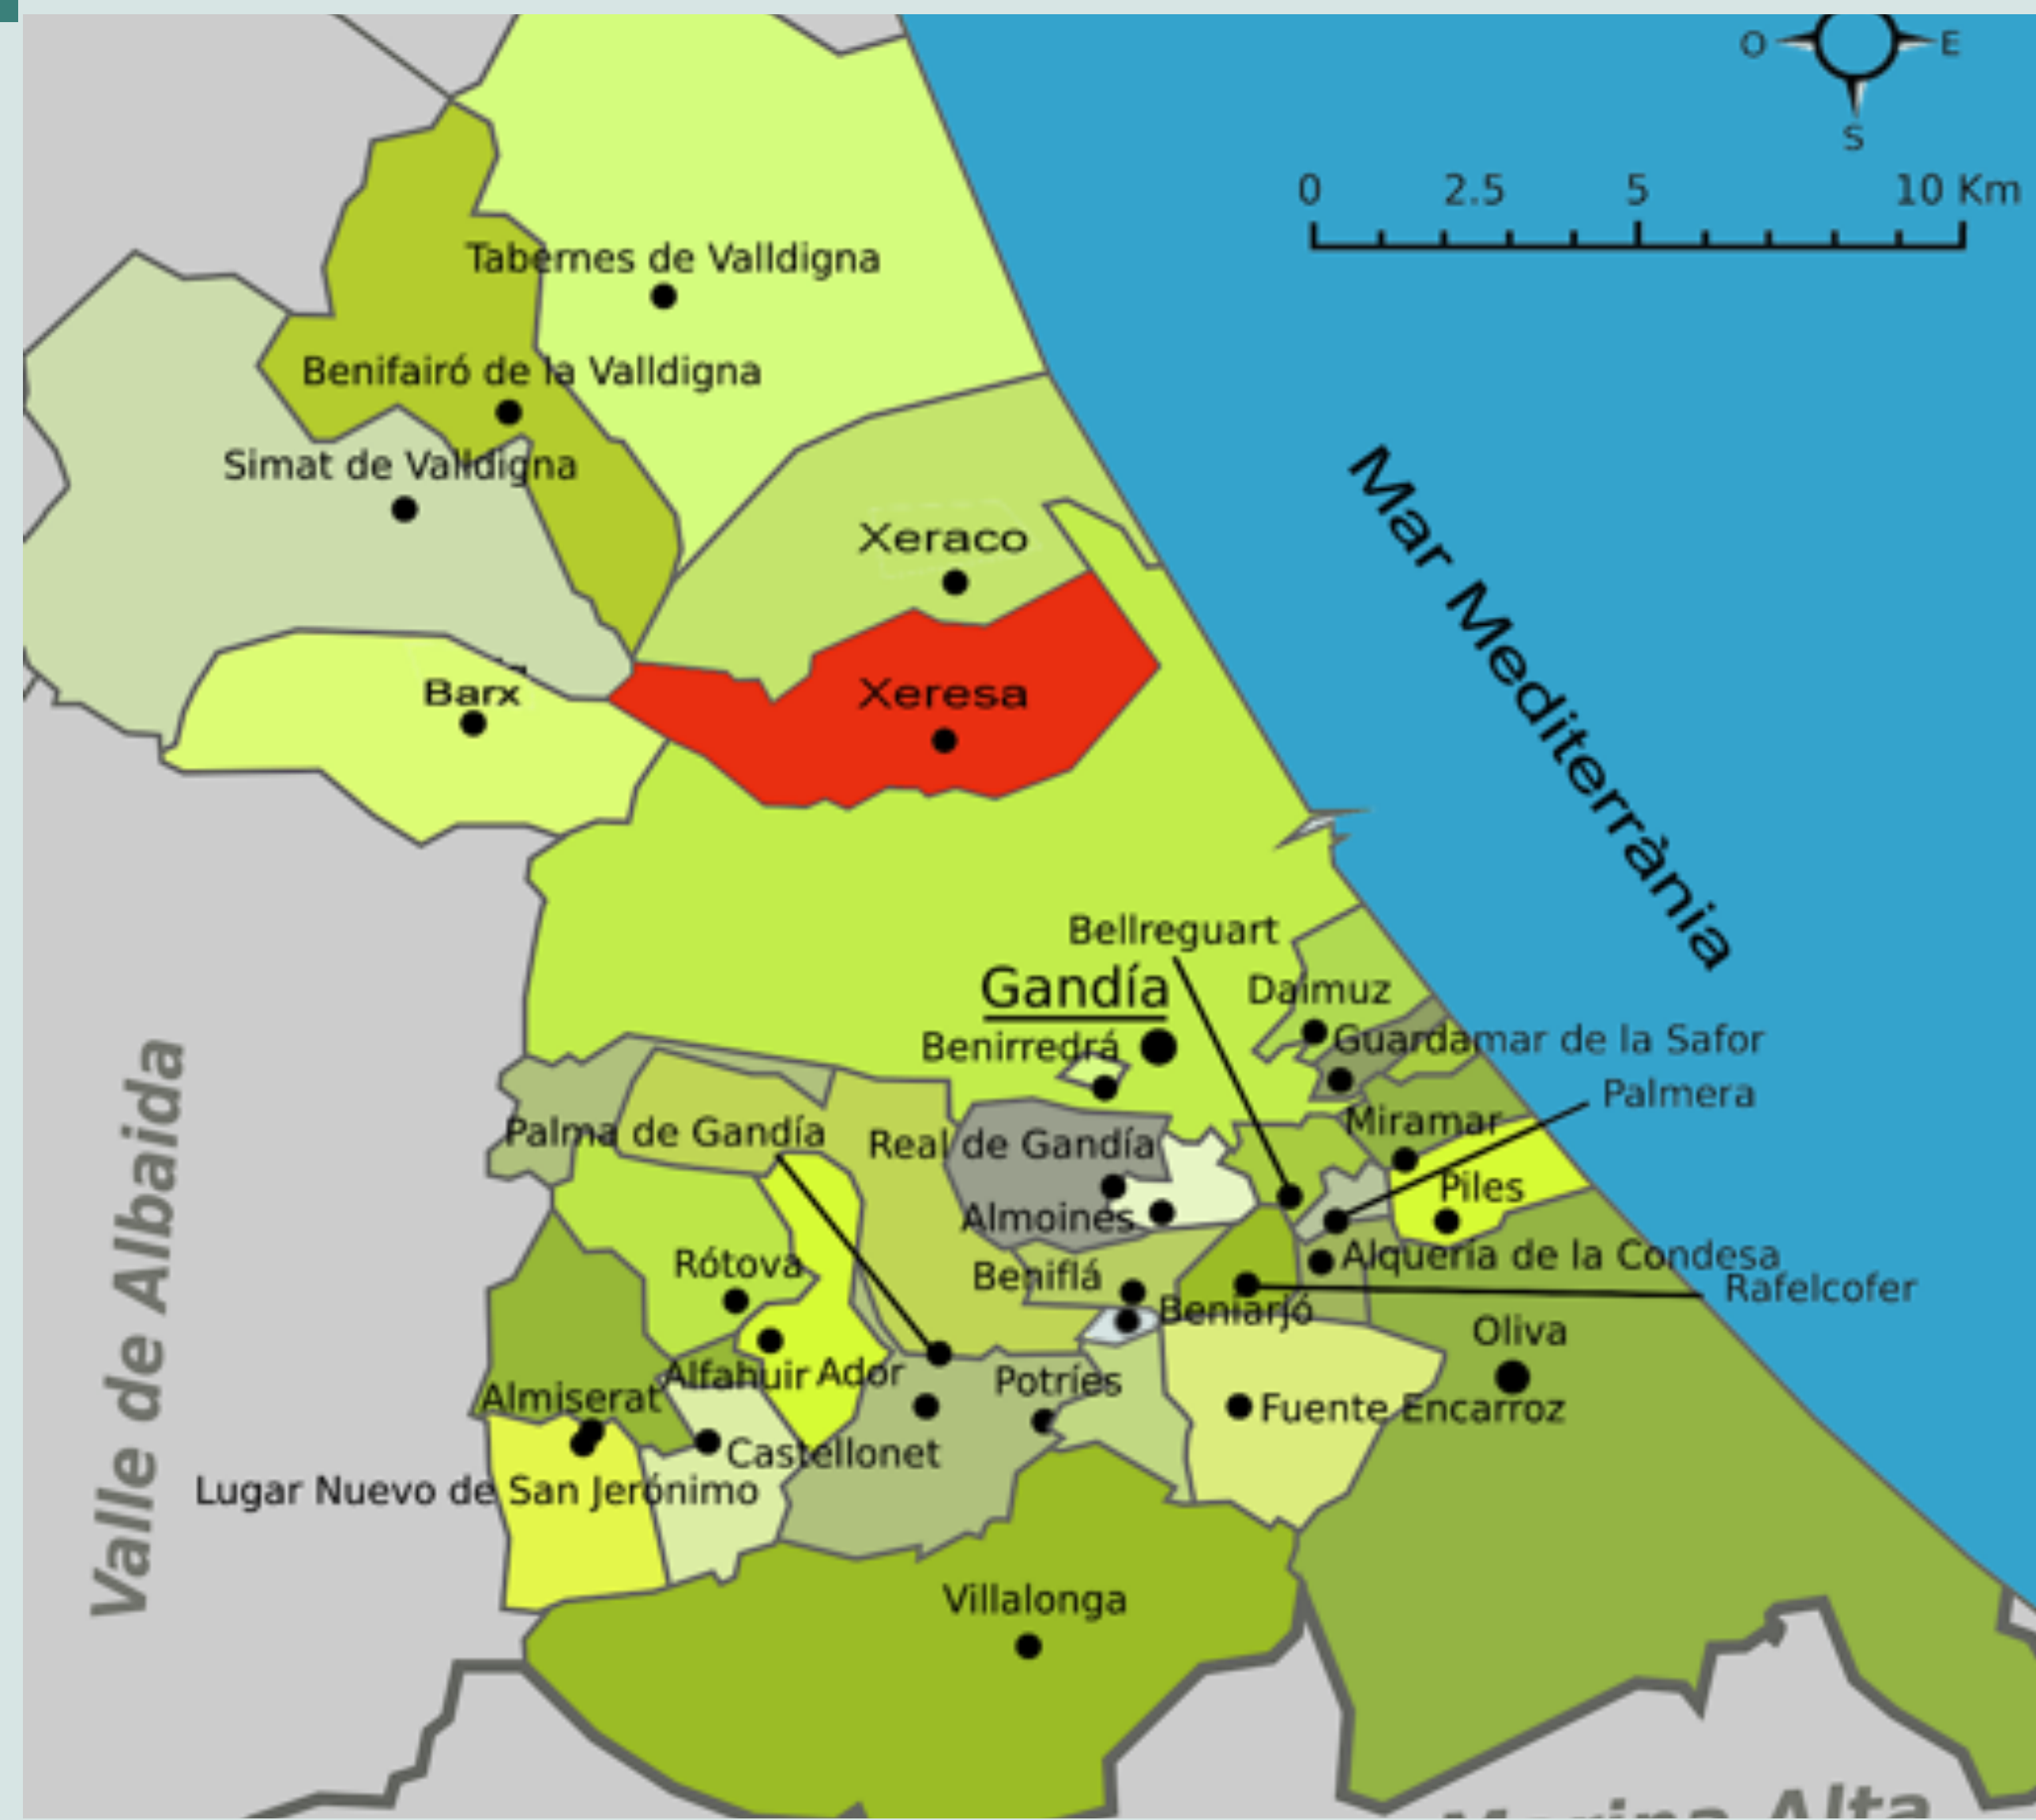 O E
S
0 2.5 5 10 Km
Tabernes de Valldigna
Benifairó de la Valldigna
Simat de Valldigna
Mar Mediterrània
Xeraco
Barx
Xeresa
Bellreguart
Gandía
Daimuz
Benirredrá
Guardamar de la Safor
Palmera
Miramar
Palma de Gandía
Real de Gandía
Piles
Almoines
Alqueria de la Condesa
Rótova
Beniflá
Rafelcofer
Beniarjó
Oliva
Alfahuir
Ador
Potríes
Almiserat
Fuente Encarroz
Castellonet
Lugar Nuevo de San Jerónimo
Valle de Albaida
Villalonga
Marina Alta